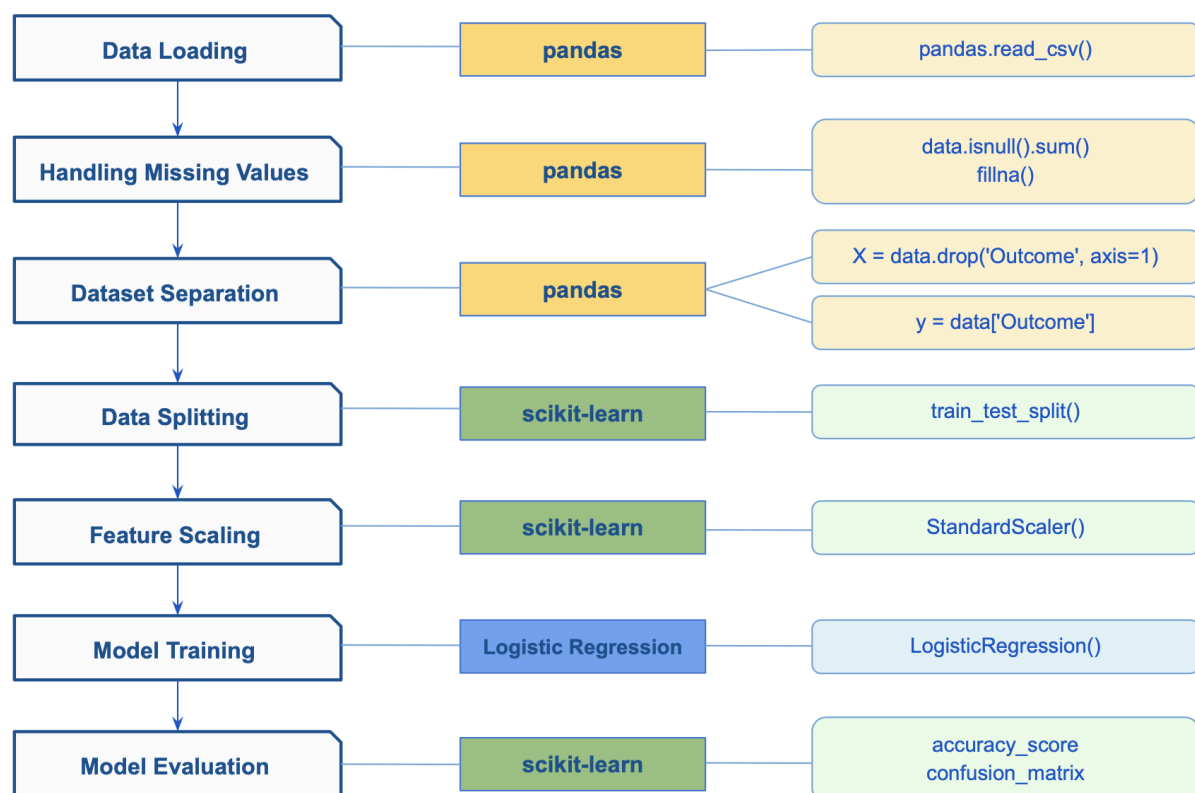 Data Loading
pandas
pandas.read_csv()
Handling Missing Values
pandas
data.isnull().sum()
fillna()
Dataset Separation
pandas
X = data.drop('Outcome', axis=1)
y = data['Outcome']
Data Splitting
scikit-learn
train_test_split()
Feature Scaling
scikit-learn
StandardScaler()
Model Training
Logistic Regression
LogisticRegression()
Model Evaluation
scikit-learn
accuracy_score
confusion_matrix